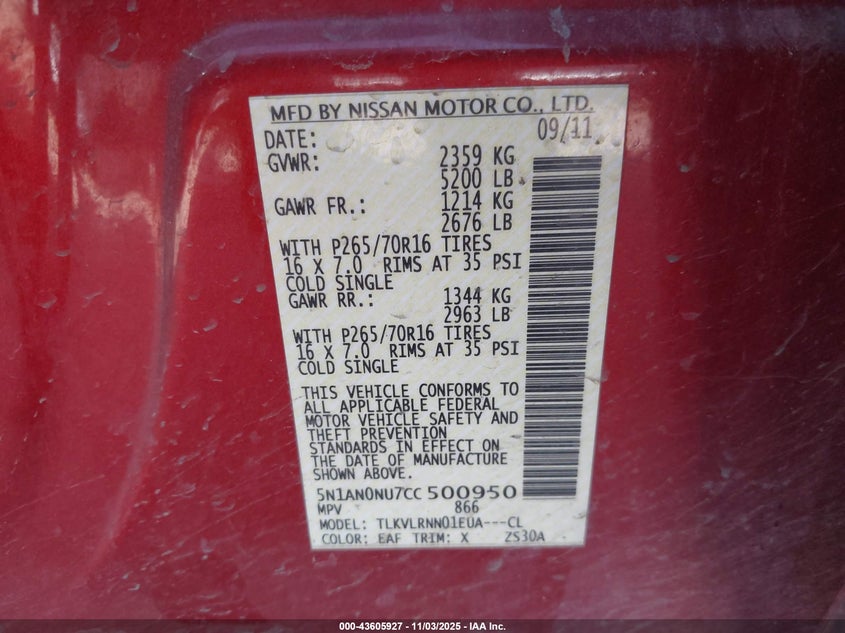 MFD BY NISSAN MOTOR CO., LTD.
DATE: 09/11
GVWR: 2359 KG
5200 LB
GAWR FR.: 1214 KG
2676 LB
WITH P265/70R16 TIRES
16 X 7.0 RIMS AT 35 PSI
COLD SINGLE
GAWR RR.: 1344 KG
2963 LB
WITH P265/70R16 TIRES
16 X 7.0 RIMS AT 35 PSI
COLD SINGLE
THIS VEHICLE CONFORMS TO
ALL APPLICABLE FEDERAL
MOTOR VEHICLE SAFETY AND
THEFT PREVENTION
STANDARDS IN EFFECT ON
THE DATE OF MANUFACTURE
SHOWN ABOVE.
5N1AN0NU7CC500950
MPV 866
MODEL: TLKVLRNN01EUA---CL
COLOR: EAF TRIM: X ZS30A
000-43605927 - 11/03/2025 - IAA Inc.